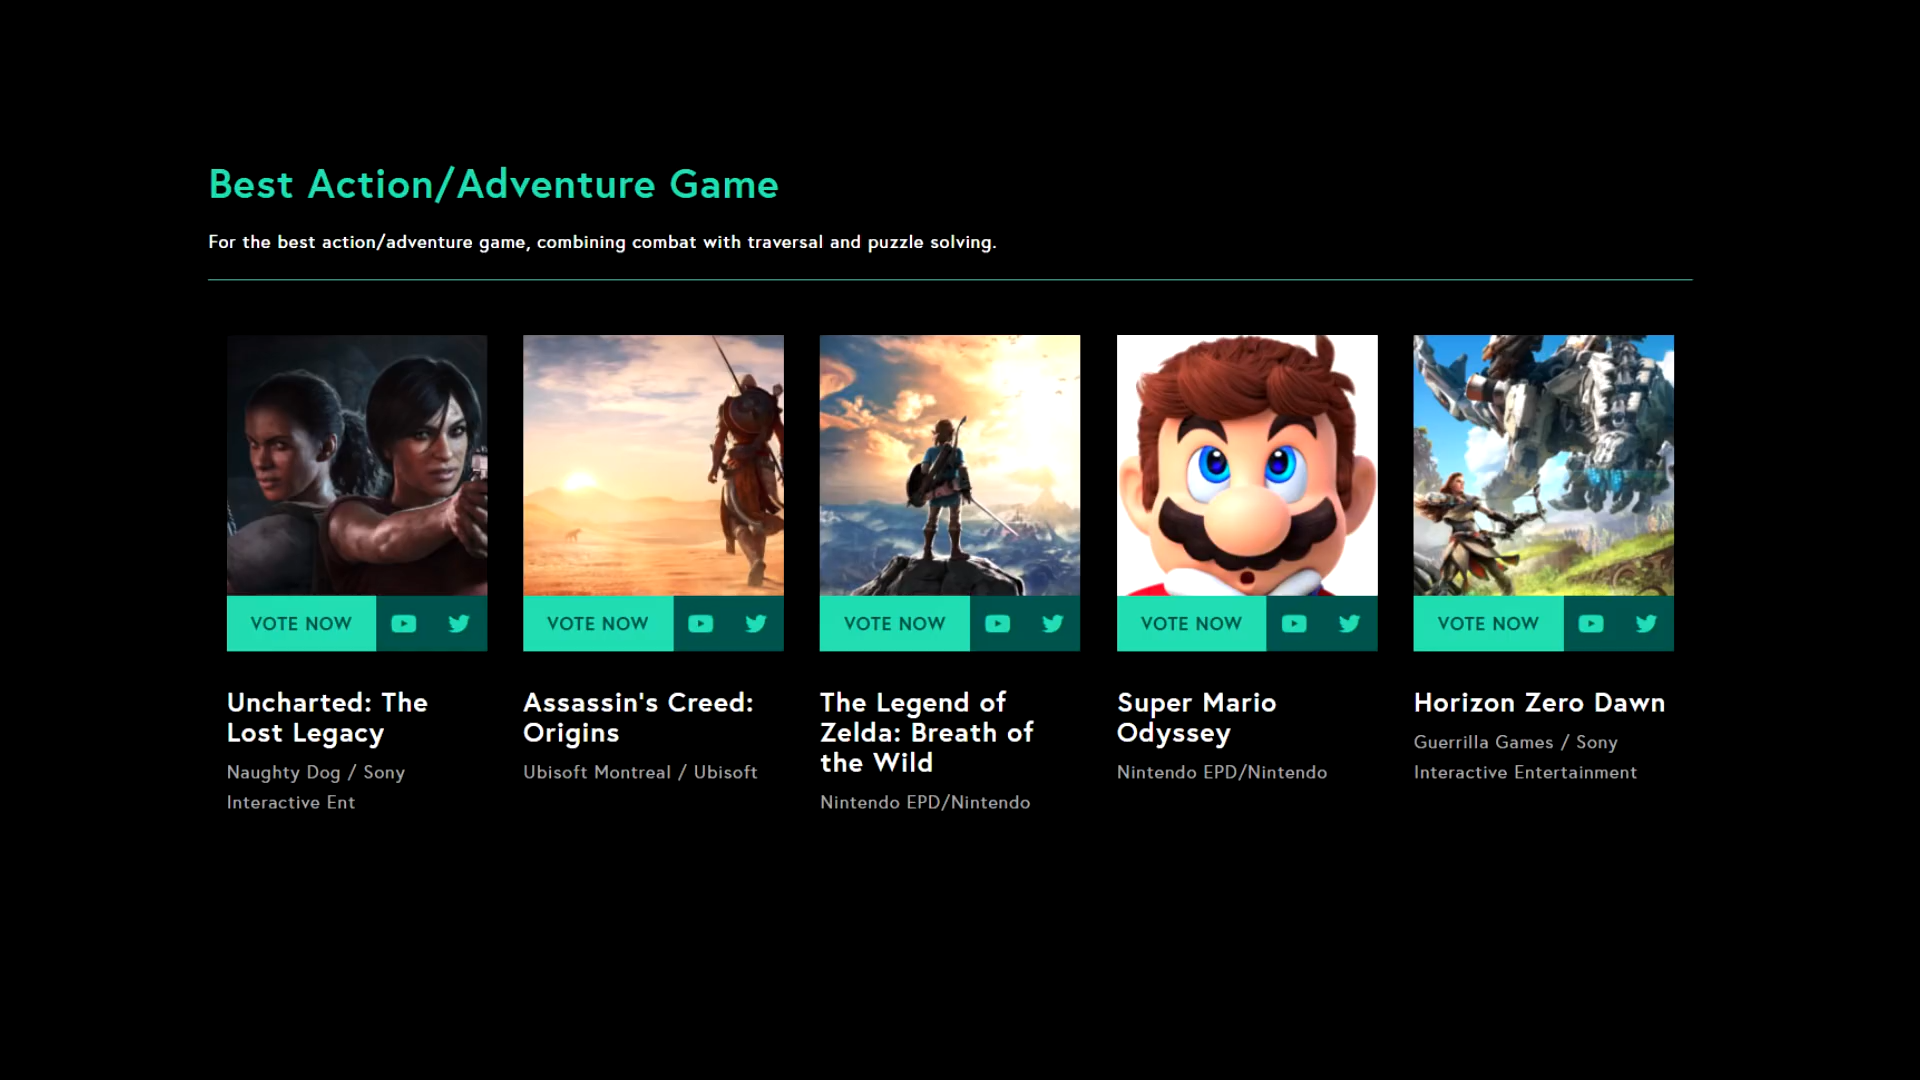 Best Action/Adventure Game
For the best action/adventure game, combining combat with traversal and puzzle solving.
VOTE NOW
VOTE NOW
VOTE NOW
VOTE NOW
VOTE NOW
Uncharted: The
Lost Legacy
Naughty Dog / Sony
Interactive Ent
Assassin's Creed:
Origins
Ubisoft Montreal / Ubisoft
The Legend of
Zelda: Breath of
the Wild
Nintendo EPD/Nintendo
Super Mario
Odyssey
Nintendo EPD/Nintendo
Horizon Zero Dawn
Guerrilla Games / Sony
Interactive Entertainment